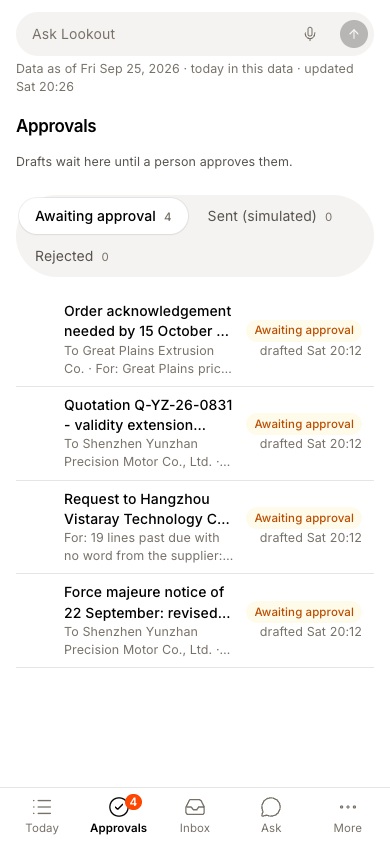 Ask Lookout
Data as of Fri Sep 25, 2026 · today in this data · updated
Sat 20:26
Approvals
Drafts wait here until a person approves them.
Awaiting approval 4
Sent (simulated) 0
Rejected 0
Order acknowledgement
needed by 15 October ...
To Great Plains Extrusion
Co. · For: Great Plains pric...
Awaiting approval
drafted Sat 20:12
Quotation Q-YZ-26-0831
- validity extension...
To Shenzhen Yunzhan
Precision Motor Co., Ltd. ·...
Awaiting approval
drafted Sat 20:12
Request to Hangzhou
Vistaray Technology C...
For: 19 lines past due with
no word from the supplier:...
Awaiting approval
drafted Sat 20:12
Force majeure notice of
22 September: revised...
To Shenzhen Yunzhan
Precision Motor Co., Ltd. ·...
Awaiting approval
drafted Sat 20:12
4
Today
Approvals
Inbox
Ask
More